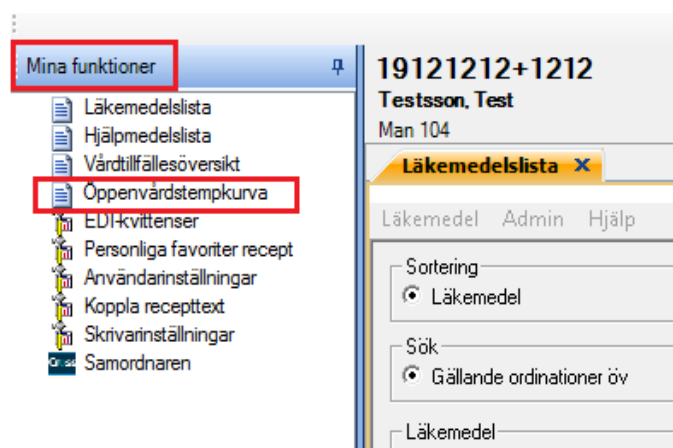 Mina funktioner
Läkemedelslista
Hjälpmedelslista
Vårdtillfällesöversikt
Öppenvårdstempkurva
EDI-kvittenser
Personliga favoriter recept
Användarinställningar
Koppla recepttext
Skrivarinställningar
Samordnaren
19121212+1212
Testsson, Test
Man 104
Läkemedelslista X
Läkemedel Admin Hjälp
Sortering
Läkemedel
Sök
Gällande ordinationer öv
Läkemedel